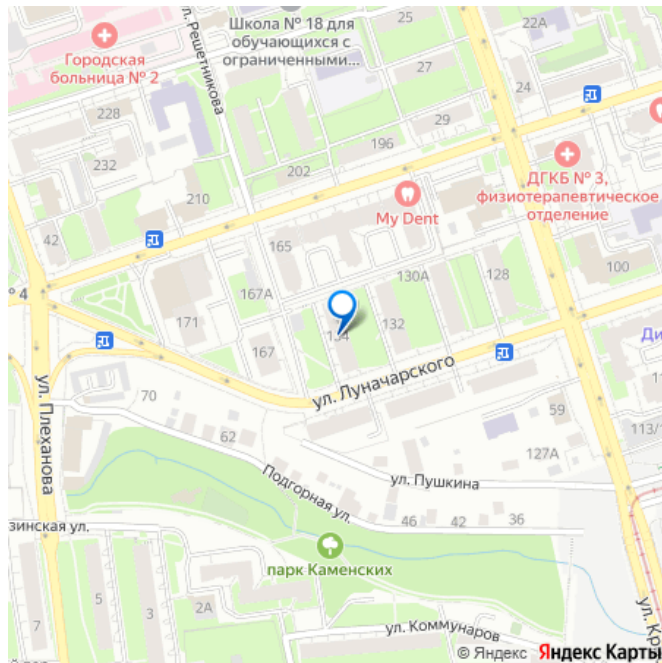 Школа № 18 для
обучающихся с
ограниченными...
25
22А
Городская
больница № 2
ул. Решетникова
27
24
228
29
196
232
202
ДГКБ № 3,
физиотерапевтическое
отделение
210
My Dent
42
165
130А
128
100
° 4
167А
171
134
132
167
Ди
ул. Луначарского
ул. Плеханова
70
59
113/
62
127А
ул. Пушкина
Подгорная ул.
зинская ул.
46
42
36
парк Каменских
5
3
7
2А
ул. Коммунаров
ул. Кр
© Яндекс Яндекс Карты